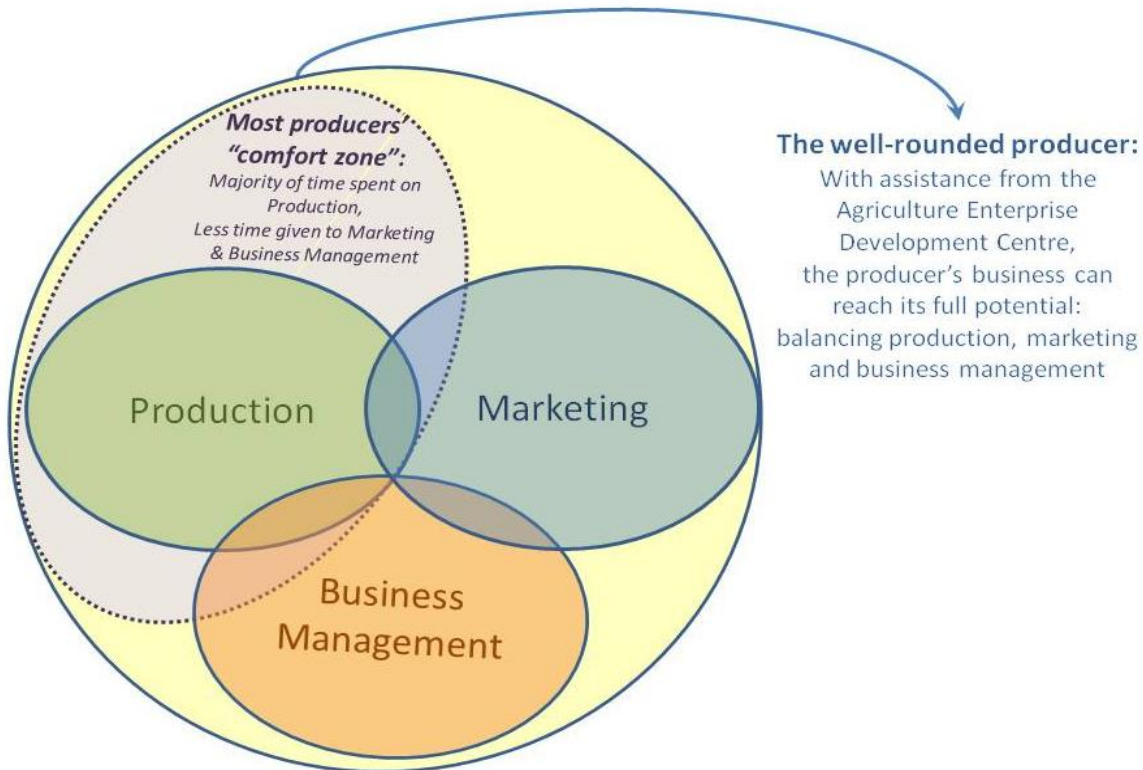 Most producers'
"comfort zone":
Majority of time spent on
Production,
Less time given to Marketing
& Business Management
Production
Marketing
Business
Management
The well-rounded producer:
With assistance from the
Agriculture Enterprise
Development Centre,
the producer's business can
reach its full potential:
balancing production, marketing
and business management